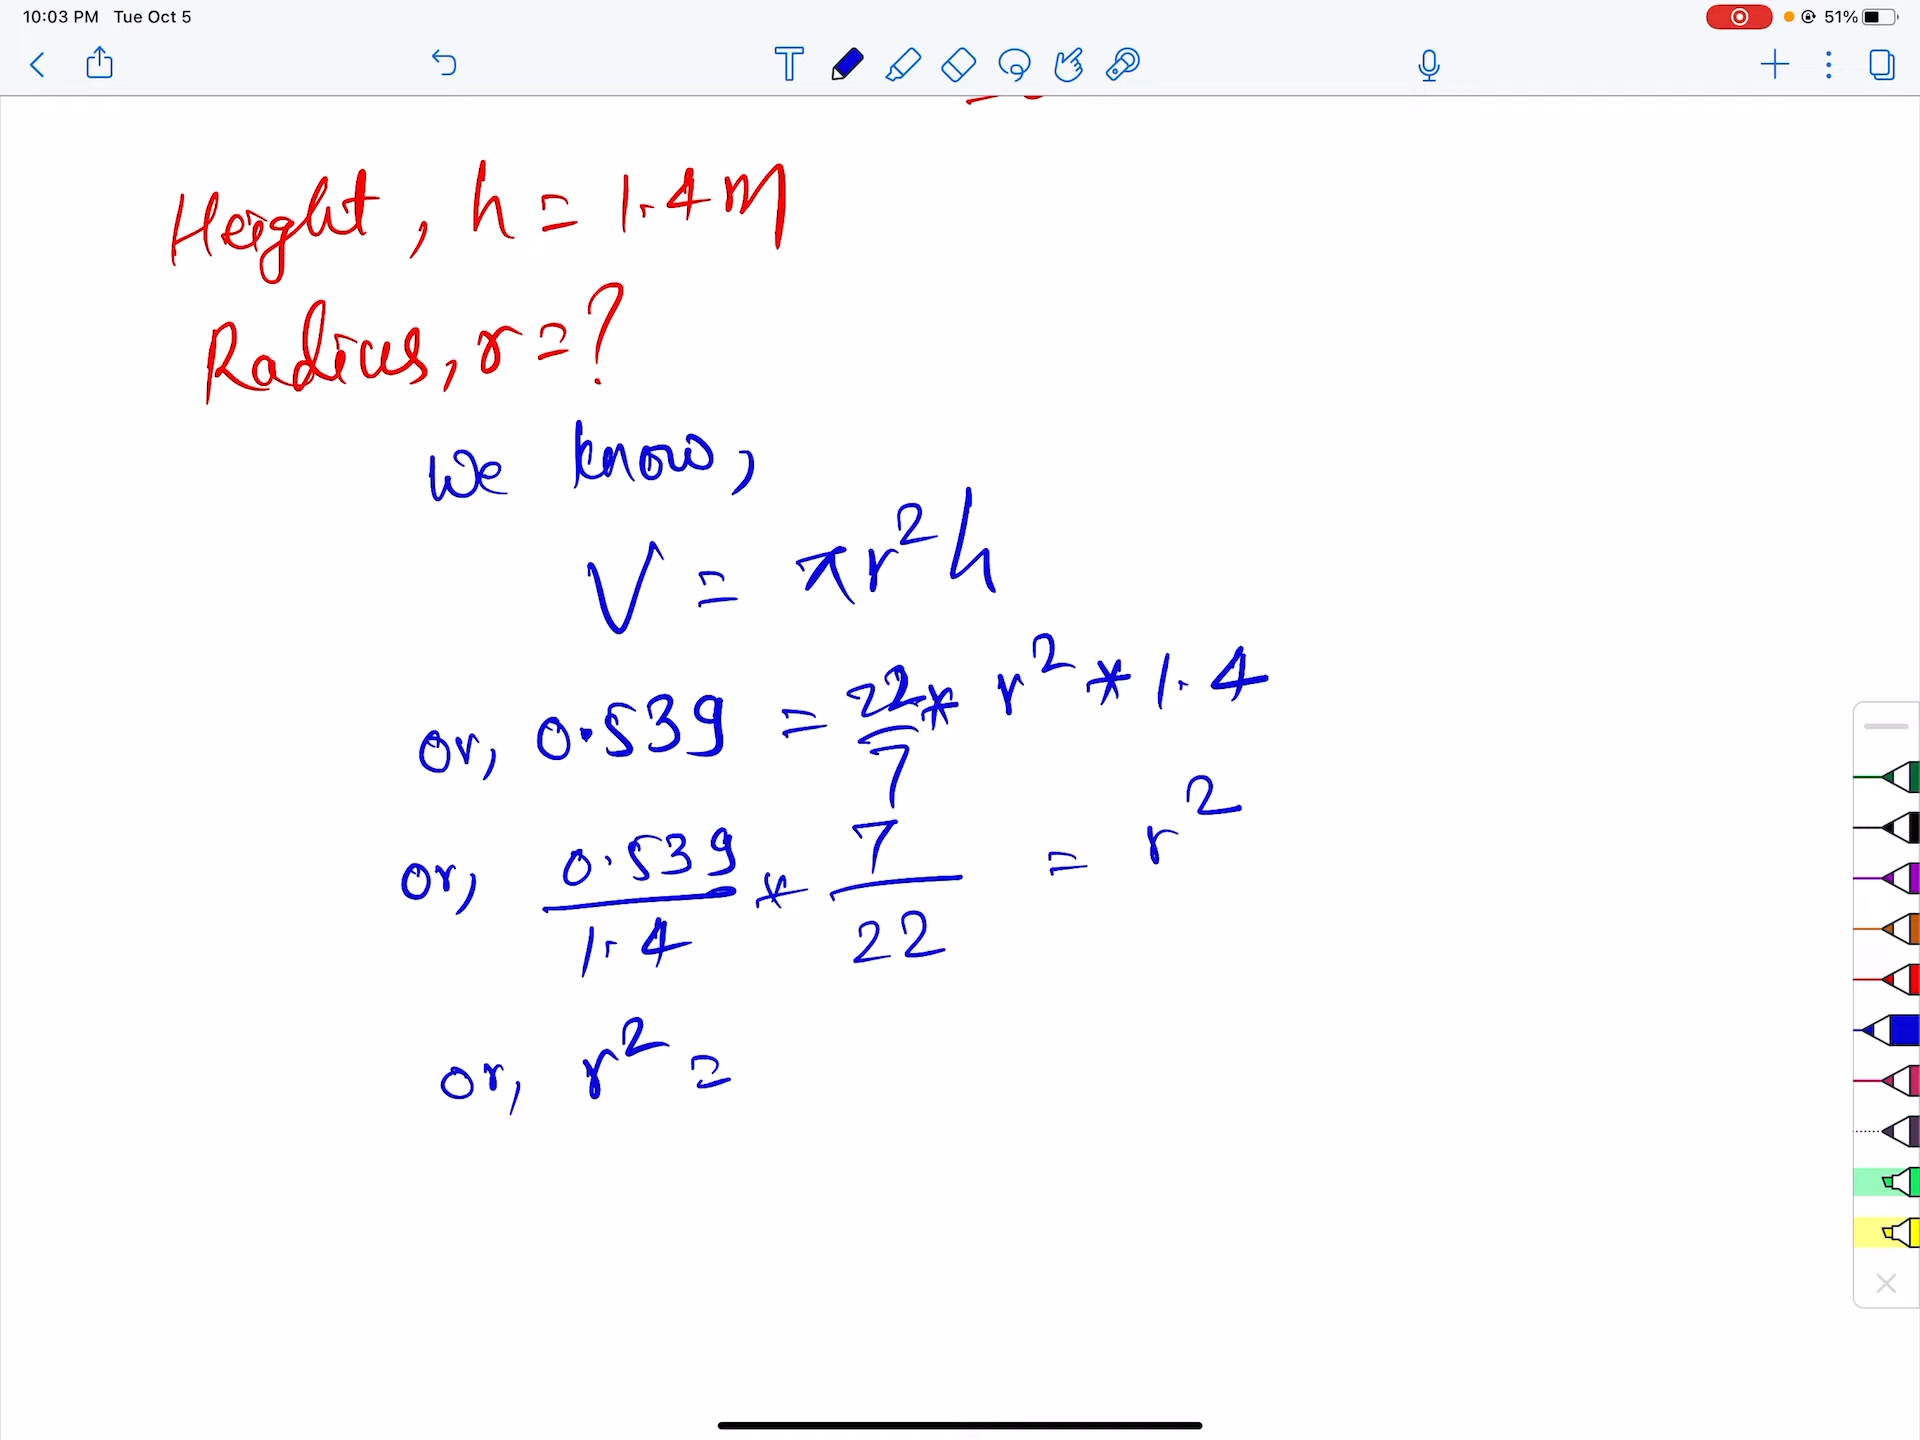 10:03 PM Tue Oct 5 51%
Height, h = 1.4m
Radius, r = ?
We know,
V = πr²h
or, 0.539 = 22/7 * r² * 1.4
or, 0.539/1.4 * 7/22 = r²
or, r² =